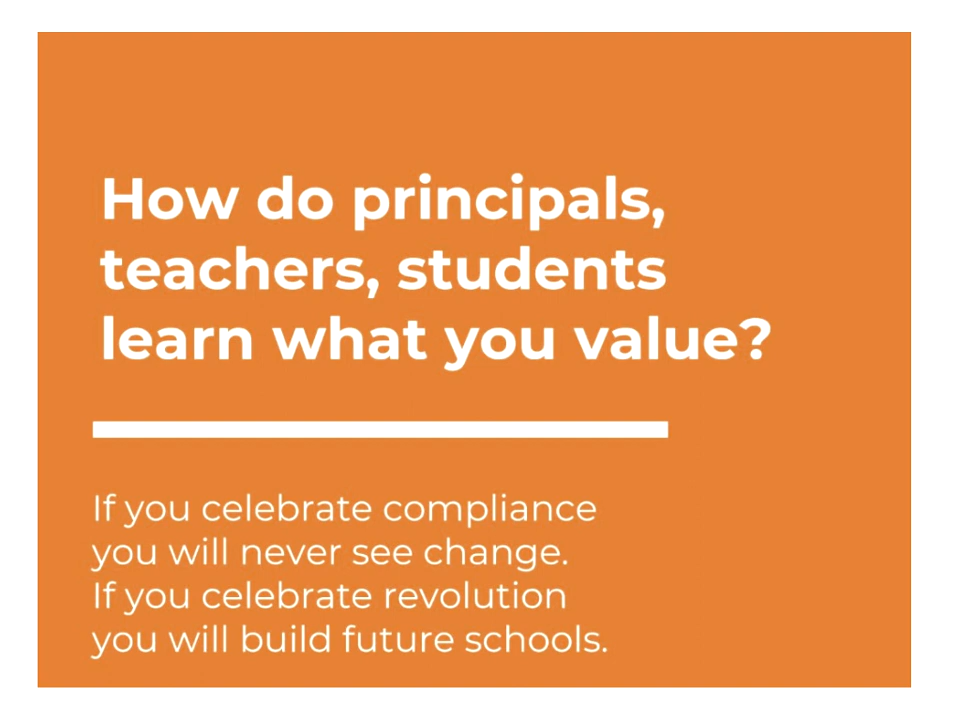 How do principals,
teachers, students
learn what you value?
If you celebrate compliance
you will never see change.
If you celebrate revolution
you will build future schools.